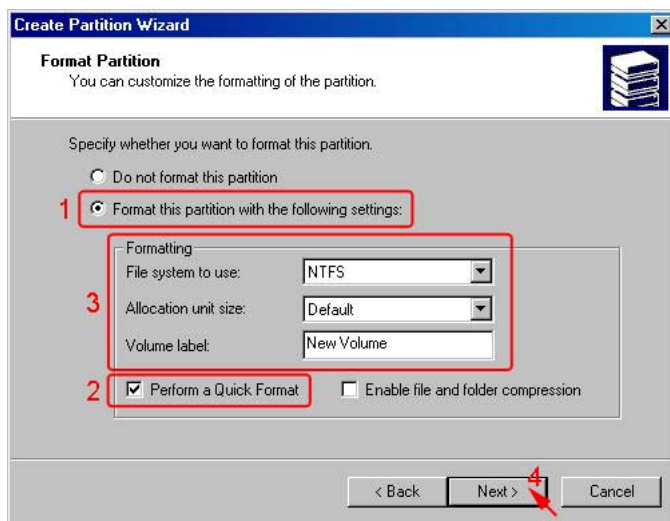 Create Partition Wizard
Format Partition
You can customize the formatting of the partition.
Specify whether you want to format this partition.
Do not format this partition
1 Format this partition with the following settings:
Formatting
File system to use: NTFS
3
Allocation unit size: Default
Volume label: New Volume
2 Perform a Quick Format Enable file and folder compression
< Back Next > 4 Cancel